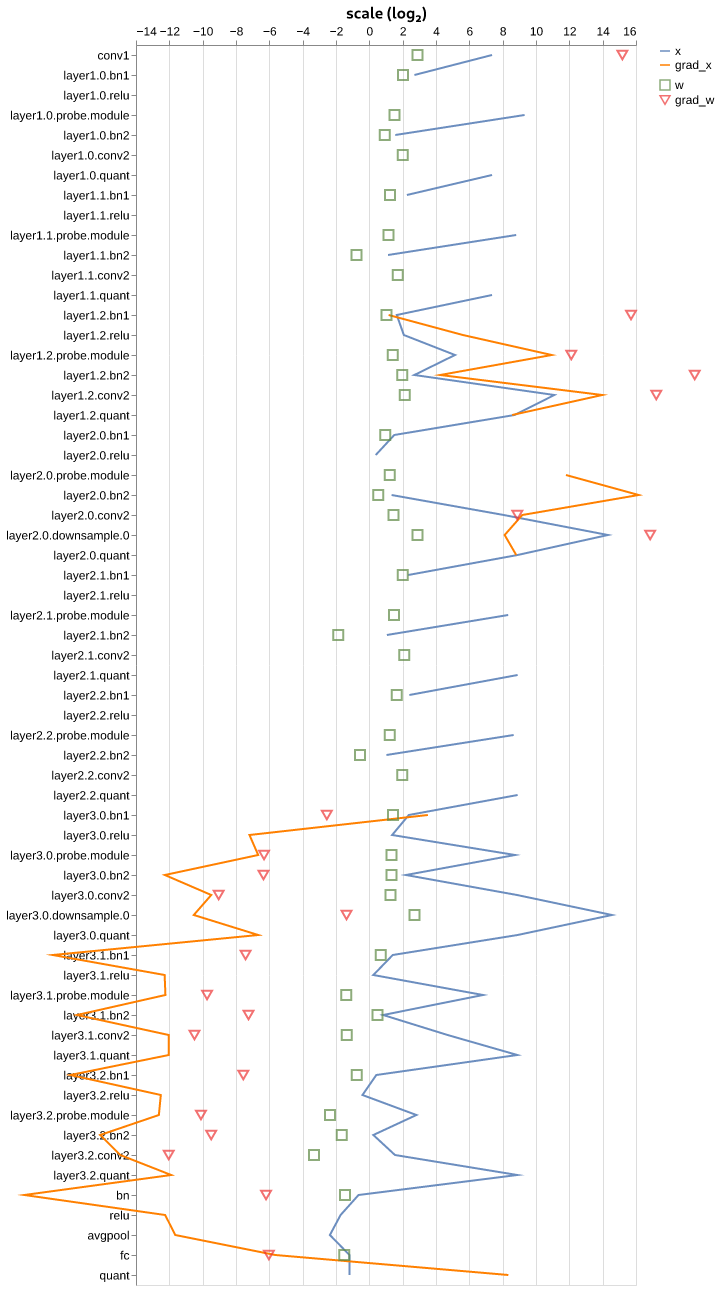 scale (log₂)
−14 −12 −10 −8 −6 −4 −2 0 2 4 6 8 10 12 14 16
x
grad_x
w
grad_w
conv1
layer1.0.bn1
layer1.0.relu
layer1.0.probe.module
layer1.0.bn2
layer1.0.conv2
layer1.0.quant
layer1.1.bn1
layer1.1.relu
layer1.1.probe.module
layer1.1.bn2
layer1.1.conv2
layer1.1.quant
layer1.2.bn1
layer1.2.relu
layer1.2.probe.module
layer1.2.bn2
layer1.2.conv2
layer1.2.quant
layer2.0.bn1
layer2.0.relu
layer2.0.probe.module
layer2.0.bn2
layer2.0.conv2
layer2.0.downsample.0
layer2.0.quant
layer2.1.bn1
layer2.1.relu
layer2.1.probe.module
layer2.1.bn2
layer2.1.conv2
layer2.1.quant
layer2.2.bn1
layer2.2.relu
layer2.2.probe.module
layer2.2.bn2
layer2.2.conv2
layer2.2.quant
layer3.0.bn1
layer3.0.relu
layer3.0.probe.module
layer3.0.bn2
layer3.0.conv2
layer3.0.downsample.0
layer3.0.quant
layer3.1.bn1
layer3.1.relu
layer3.1.probe.module
layer3.1.bn2
layer3.1.conv2
layer3.1.quant
layer3.2.bn1
layer3.2.relu
layer3.2.probe.module
layer3.2.bn2
layer3.2.conv2
layer3.2.quant
bn
relu
avgpool
fc
quant